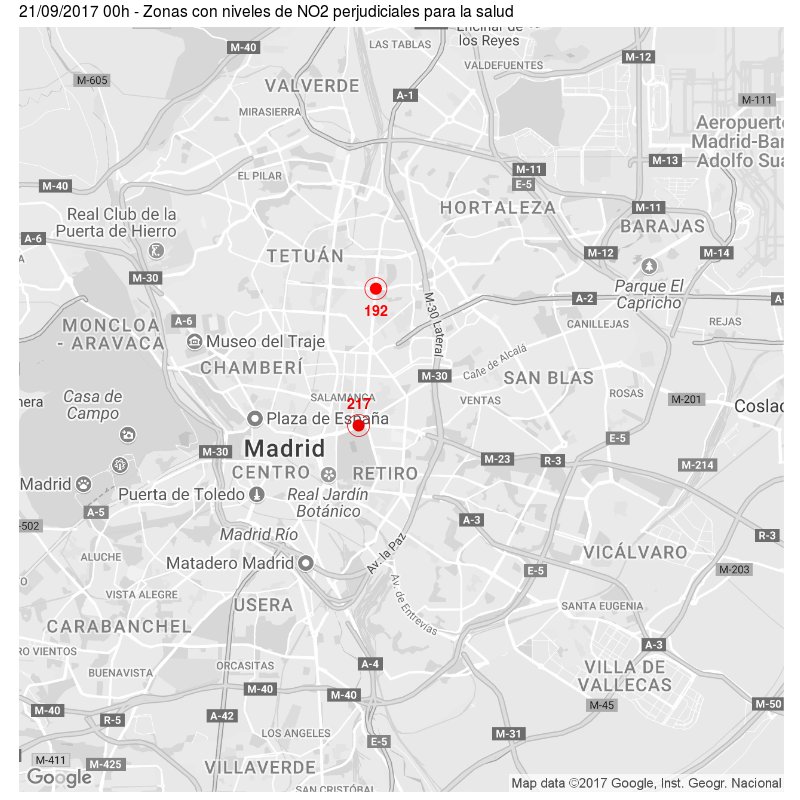 21/09/2017 00h - Zonas con niveles de NO2 perjudiciales para la salud
Encinar de
los Reyes
LAS TABLAS
M-40
M-12
VALDEFUENTES
M-605
VALVERDE
A-1
M-111
MIRASIERRA
Aeropuerto
Madrid-Bar
Adolfo Suá
M-13
M-11
E-5
EL PILAR
M-40
Real Club de la
Puerta de Hierro
HORTALEZA
M-11
BARAJAS
A-6
TETUÁN
M-12
M-14
M-30
Parque El
Capricho
192
A-2
A-
M-30 Lateral
A-6
CANILLEJAS
REJAS
MONCLOA
- ARAVACA
Museo del Traje
Calle de Alcalá
CHAMBERÍ
M-30
SAN BLAS
Casa de
Campo
nera
SALAMANCA
217
VENTAS
ROSAS
M-201
Coslac
Plaza de España
E-5
Madrid
M-30
M-23
R-3
M-214
CENTRO
RETIRO
Madrid
Puerta de Toledo
Real Jardín
Botánico
A-5
-502
A-3
Madrid Río
R-3
Av. la Paz
ALUCHE
VICÁLVARO
Matadero Madrid
E-5
M-203
Av. de Entrevías
VISTA ALEGRE
USERA
SANTA EUGENIA
CARABANCHEL
A-3
RO VIENTOS
ORCASITAS
A-4
VILLA DE
VALLECAS
BUENAVISTA
M-40
M-40
M-45
M-50
M-40
R-5
A-42
LOS ANGELES
E-5
M-31
M-411
M-425
VILLAVERDE
SAN CRISTÓBAL
Google
Map data ©2017 Google, Inst. Geogr. Nacional